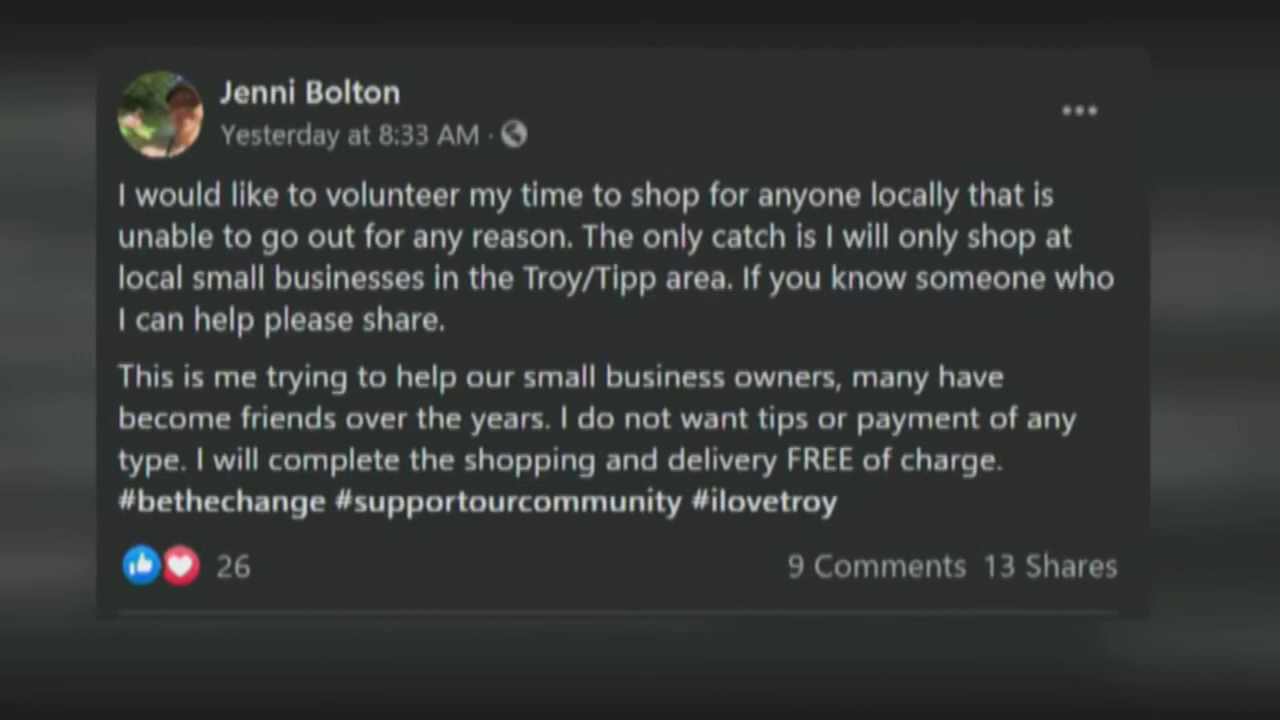 Jenni Bolton
Yesterday at 8:33 AM ·
I would like to volunteer my time to shop for anyone locally that is
unable to go out for any reason. The only catch is I will only shop at
local small businesses in the Troy/Tipp area. If you know someone who
I can help please share.
This is me trying to help our small business owners, many have
become friends over the years. I do not want tips or payment of any
type. I will complete the shopping and delivery FREE of charge.
#bethechange #supportourcommunity #ilovetroy
26 9 Comments 13 Shares